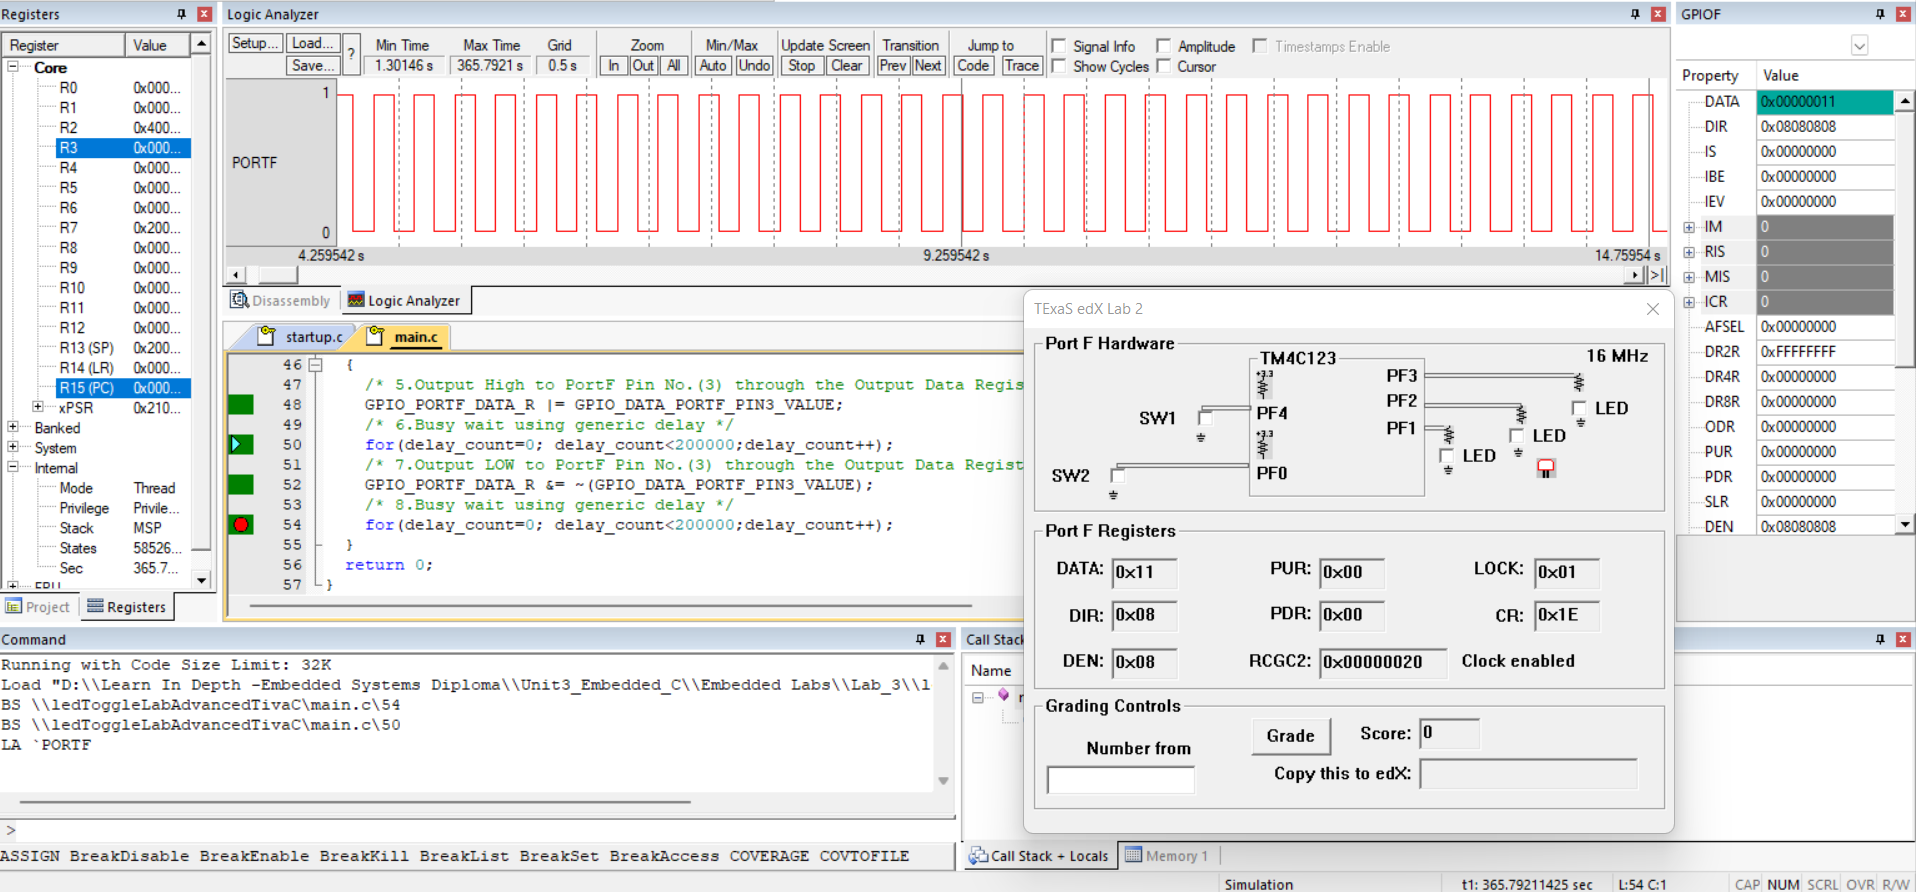 Registers
Register Value
Core
R0 0x000...
R1 0x000...
R2 0x400...
R3 0x000...
R4 0x000...
R5 0x000...
R6 0x000...
R7 0x200...
R8 0x000...
R9 0x000...
R10 0x000...
R11 0x000...
R12 0x000...
R13 (SP) 0x200...
R14 (LR) 0x000...
R15 (PC) 0x000...
xPSR 0x210...
Banked
System
Internal
Mode Thread
Privilege Privile...
Stack MSP
States 58526...
Sec 365.7...
FPU
Project Registers
Logic Analyzer
Setup... Load... Save... ?
Min Time Max Time Grid
1.30146 s 365.7921 s 0.5 s
Zoom
In Out All
Min/Max
Auto Undo
Update Screen
Stop Clear
Transition
Prev Next
Jump to
Code Trace
Signal Info Amplitude Timestamps Enable
Show Cycles Cursor
1
PORTF
0
4.259542 s 9.259542 s 14.75954 s
Disassembly Logic Analyzer
startup.c main.c
46 {
47 /* 5.Output High to PortF Pin No.(3) through the Output Data Regis
48 GPIO_PORTF_DATA_R |= GPIO_DATA_PORTF_PIN3_VALUE;
49 /* 6.Busy wait using generic delay */
50 for(delay_count=0; delay_count<200000;delay_count++);
51 /* 7.Output LOW to PortF Pin No.(3) through the Output Data Regist
52 GPIO_PORTF_DATA_R &= ~(GPIO_DATA_PORTF_PIN3_VALUE);
53 /* 8.Busy wait using generic delay */
54 for(delay_count=0; delay_count<200000;delay_count++);
55 }
56 return 0;
57 }
GPIOF
Property Value
DATA 0x00000011
DIR 0x08080808
IS 0x00000000
IBE 0x00000000
IEV 0x00000000
IM 0
RIS 0
MIS 0
ICR 0
AFSEL 0x00000000
DR2R 0xFFFFFFFF
DR4R 0x00000000
DR8R 0x00000000
ODR 0x00000000
PUR 0x00000000
PDR 0x00000000
SLR 0x00000000
DEN 0x08080808
TExaS edX Lab 2
Port F Hardware
TM4C123 16 MHz
+3.3
PF3
PF2 LED
SW1 PF4
PF1 LED
+3.3
LED
SW2 PF0
Port F Registers
DATA: 0x11 PUR: 0x00 LOCK: 0x01
DIR: 0x08 PDR: 0x00 CR: 0x1E
DEN: 0x08 RCGC2: 0x00000020 Clock enabled
Grading Controls
Number from Grade Score: 0
Copy this to edX:
Command
Running with Code Size Limit: 32K
Load "D:\\Learn In Depth -Embedded Systems Diploma\\Unit3_Embedded_C\\Embedded Labs\\Lab_3\\l
BS \\ledToggleLabAdvancedTivaC\main.c\54
BS \\ledToggleLabAdvancedTivaC\main.c\50
LA `PORTF
>
ASSIGN BreakDisable BreakEnable BreakKill BreakList BreakSet BreakAccess COVERAGE COVTOFILE
Call Stack
Name
Call Stack + Locals Memory 1
Simulation t1: 365.79211425 sec L:54 C:1 CAP NUM SCRL OVR R/W